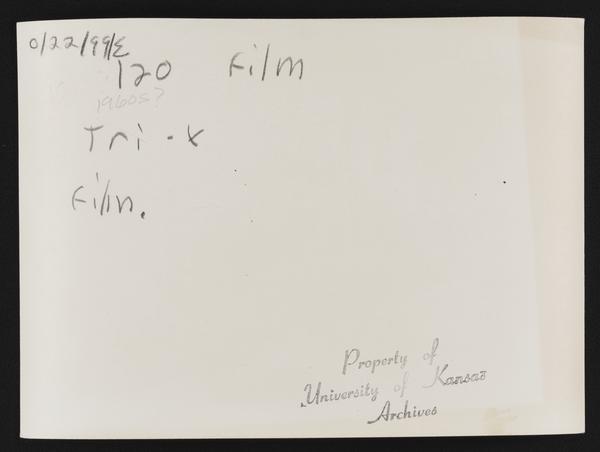 0/22/99/ع
120 Film
1960s?
Tri-X
Film.
Property of
University of Kansas
Archives